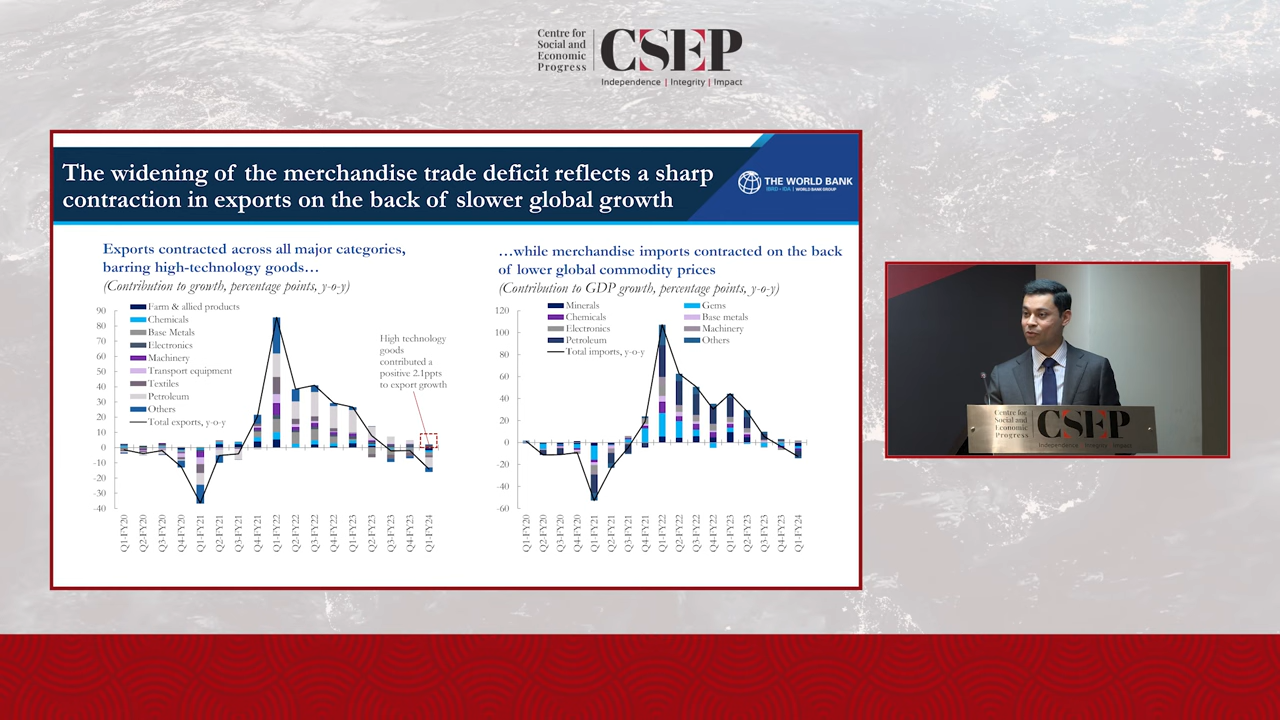 Centre for
Social and
Economic
Progress
CSEP
Independence | Integrity | Impact
The widening of the merchandise trade deficit reflects a sharp
contraction in exports on the back of slower global growth
THE WORLD BANK
IBRD • IDA | WORLD BANK GROUP
Exports contracted across all major categories,
barring high-technology goods…
(Contribution to growth, percentage points, y-o-y)
90
80
70
60
50
40
30
20
10
0
-10
-20
-30
-40
Farm & allied products
Chemicals
Base Metals
Electronics
Machinery
Transport equipment
Textiles
Petroleum
Others
Total exports, y-o-y
High technology
goods
contributed a
positive 2.1ppts
to export growth
Q1-FY20
Q2-FY20
Q3-FY20
Q4-FY20
Q1-FY21
Q2-FY21
Q3-FY21
Q4-FY21
Q1-FY22
Q2-FY22
Q3-FY22
Q4-FY22
Q1-FY23
Q2-FY23
Q3-FY23
Q4-FY23
Q1-FY24
…while merchandise imports contracted on the back
of lower global commodity prices
(Contribution to GDP growth, percentage points, y-o-y)
120
100
80
60
40
20
0
-20
-40
-60
Minerals
Gems
Chemicals
Base metals
Electronics
Machinery
Petroleum
Others
Total imports, y-o-y
Q1-FY20
Q2-FY20
Q3-FY20
Q4-FY20
Q1-FY21
Q2-FY21
Q3-FY21
Q4-FY21
Q1-FY22
Q2-FY22
Q3-FY22
Q4-FY22
Q1-FY23
Q2-FY23
Q3-FY23
Q4-FY23
Q1-FY24
Centre for
Social and
Economic
Progress
CSEP
Independence | Integrity | Impact